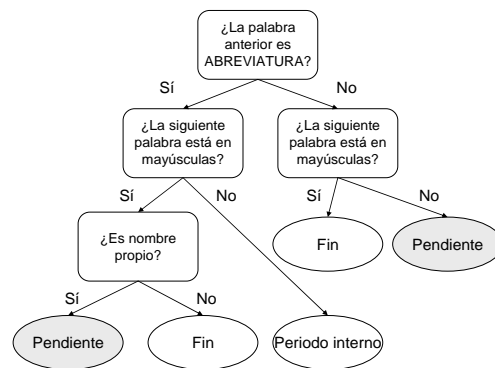 ¿La palabra
anterior es
ABREVIATURA?
Sí
No
¿La siguiente
palabra está en
mayúsculas?
¿La siguiente
palabra está en
mayúsculas?
Sí
No
Sí
No
¿Es nombre
propio?
Fin
Pendiente
Sí
No
Pendiente
Fin
Periodo interno